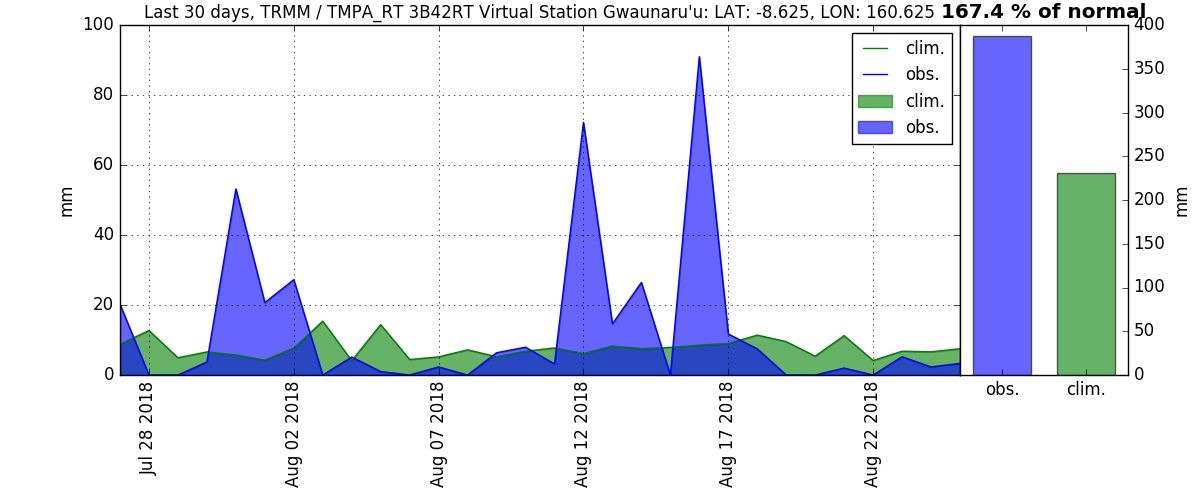 Last 30 days, TRMM / TMPA_RT 3B42RT Virtual Station Gwaunaru'u: LAT: -8.625, LON: 160.625 167.4 % of normal
100
80
60
40
20
0
mm
clim.
obs.
clim.
obs.
Jul 28 2018
Aug 02 2018
Aug 07 2018
Aug 12 2018
Aug 17 2018
Aug 22 2018
400
350
300
250
200
150
100
50
0
mm
obs.
clim.